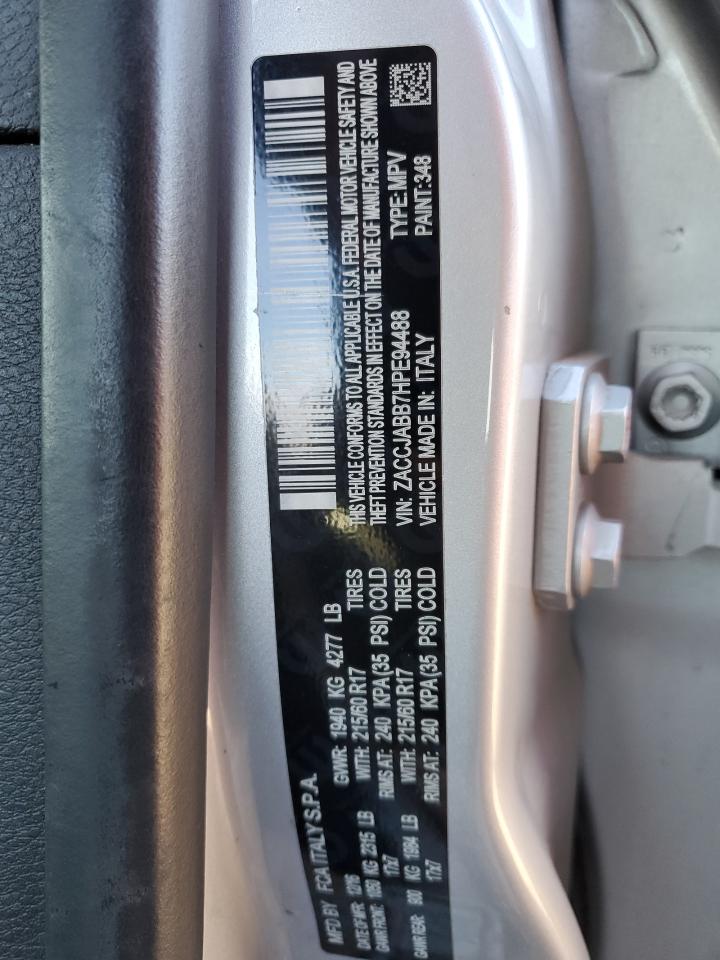 MFD BY FCA ITALY S.P.A.
DATE OF MFR: 12/16 GVWR: 1940 KG 4277 LB
GAWR FRONT: 1050 KG 2315 LB WITH: 215/60 R17 TIRES
17x7 RIMS AT: 240 KPA(35 PSI) COLD
GAWR REAR: 900 KG 1984 LB WITH: 215/60 R17 TIRES
17x7 RIMS AT: 240 KPA(35 PSI) COLD
THIS VEHICLE CONFORMS TO ALL APPLICABLE U.S.A. FEDERAL MOTOR VEHICLE SAFETY AND
THEFT PREVENTION STANDARDS IN EFFECT ON THE DATE OF MANUFACTURE SHOWN ABOVE
VIN: ZACCJABB7HPE94488 TYPE: MPV
VEHICLE MADE IN: ITALY PAINT: 348